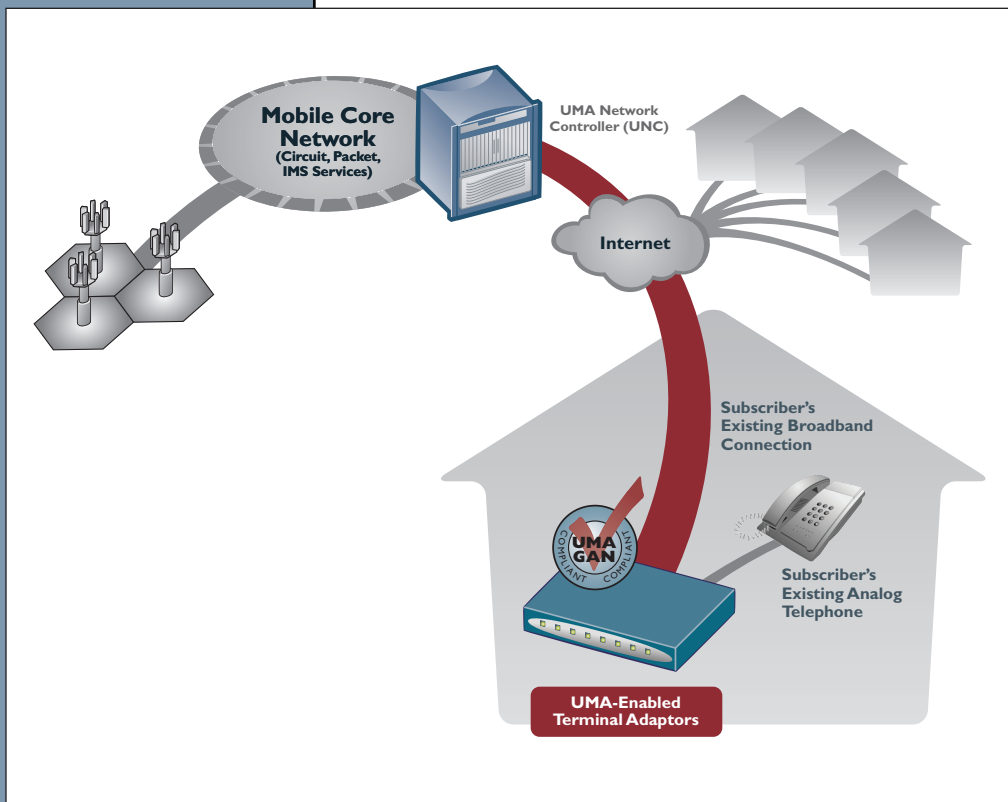 Mobile Core
Network
(Circuit, Packet,
IMS Services)
UMA Network
Controller (UNC)
Internet
Subscriber's
Existing Broadband
Connection
UMA
GAN
COMPLIANT COMPLIANT
Subscriber's
Existing Analog
Telephone
UMA-Enabled
Terminal Adaptors